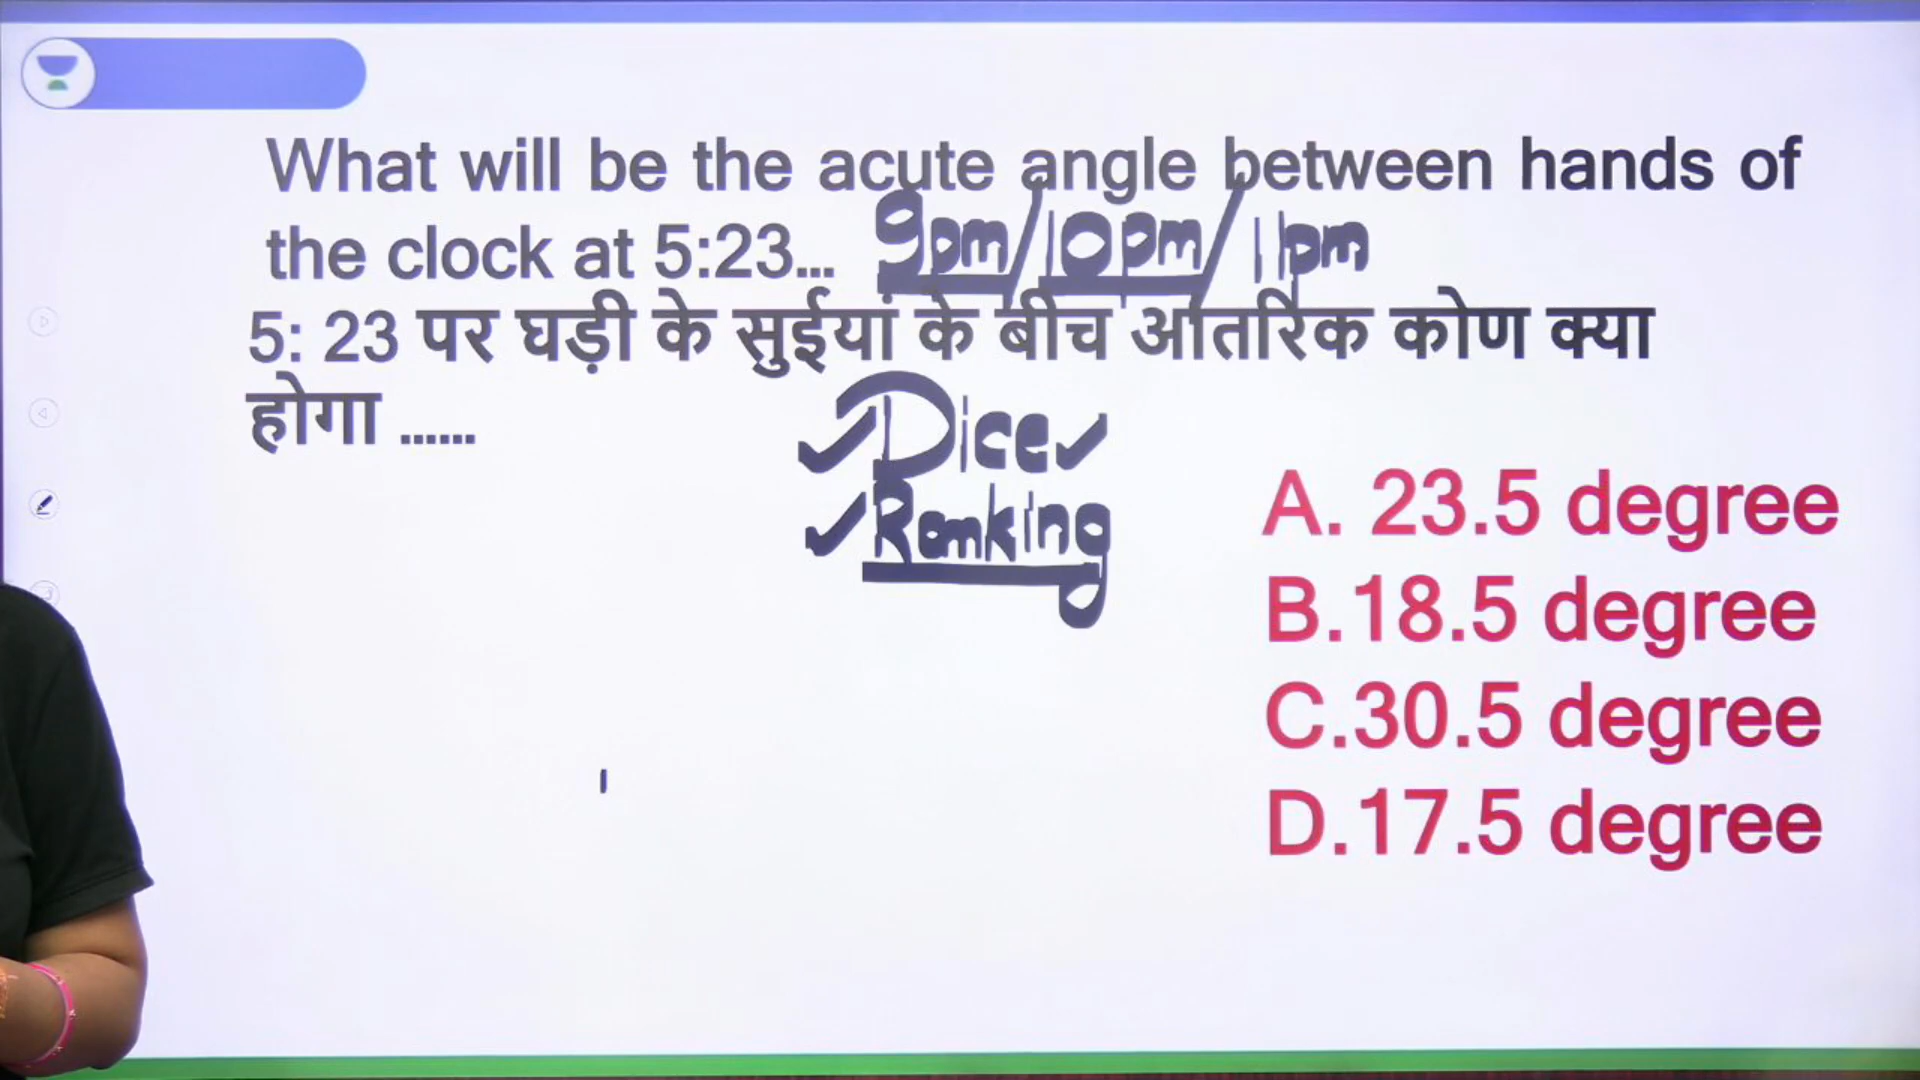 What will be the acute angle between hands of
the clock at 5:23... 9pm/10pm/11pm
5: 23 पर घड़ी के सुईयां के बीच आंतरिक कोण क्या
होगा ......
✓Dice✓
✓Ranking
A. 23.5 degree
B.18.5 degree
C.30.5 degree
D.17.5 degree